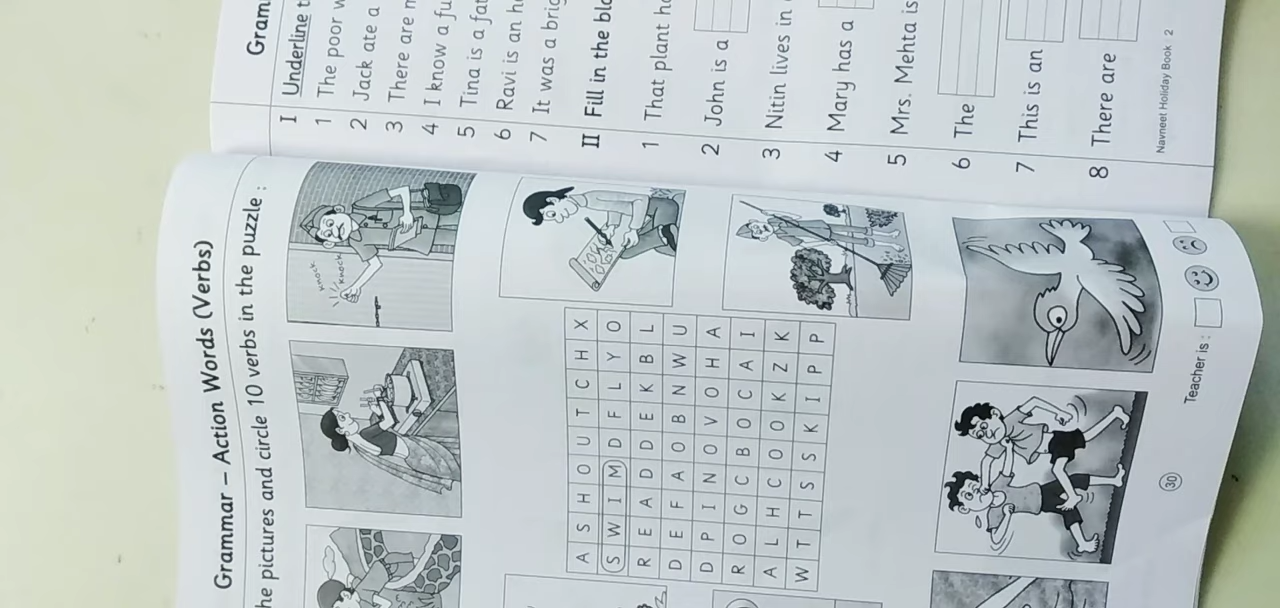 Grammar – Action Words (Verbs)
he pictures and circle 10 verbs in the puzzle :
knock
knock
A S H O U T C H X
S W I M D F L Y O
R E A D D E K B L
D E F A O B N W U
D P I N O V O H A
R O G C B O C A I
A L H C O O K Z K
W T T S S K I P P
Teacher is :
30
Gram
I Underline t
1 The poor w
2 Jack ate a
3 There are
4 I know a fu
5 Tina is a fat
6 Ravi is an h
7 It was a brig
II Fill in the bla
1 That plant ha
2 John is a
3 Nitin lives in
4 Mary has a
5 Mrs. Mehta is
6 The
7 This is an
8 There are
Navneet Holiday Book 2